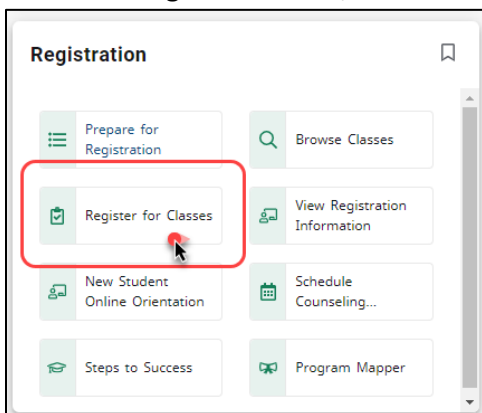 Registration
Prepare for
Registration
Browse Classes
Register for Classes
View Registration
Information
New Student
Online Orientation
Schedule
Counseling...
Steps to Success
Program Mapper